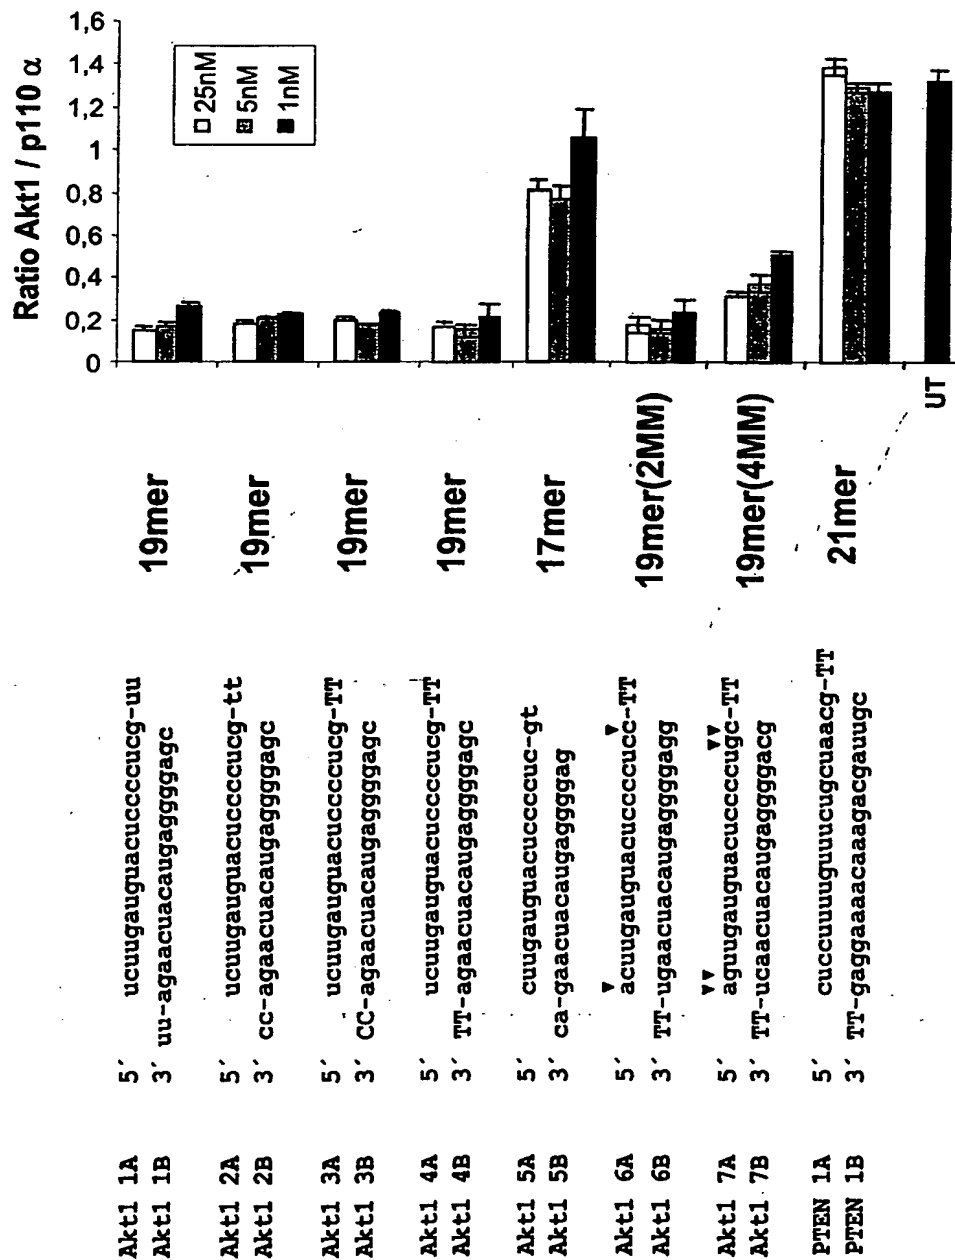 Akt1 1A 5´ ucuugauguacuccccucg-uu
Akt1 1B 3´ uu-agaacuacaugaggggagc
19mer
Akt1 2A 5´ ucuugauguacuccccucg-tt
Akt1 2B 3´ cc-agaacuacaugaggggagc
19mer
Akt1 3A 5´ ucuugauguacuccccucg-TT
Akt1 3B 3´ CC-agaacuacaugaggggagc
19mer
Akt1 4A 5´ ucuugauguacuccccucg-TT
Akt1 4B 3´ TT-agaacuacaugaggggagc
19mer
Akt1 5A 5´ cuugauguacuccccuc-gt
Akt1 5B 3´ ca-gaacuacaugaggggag
17mer
Akt1 6A 5´ acuugauguacuccccucc-TT
Akt1 6B 3´ TT-ugaacuacaugaggggagg
19mer(2MM)
Akt1 7A 5´ aguugauguacuccccugc-TT
Akt1 7B 3´ TT-ucaacuacaugaggggacg
19mer(4MM)
PTEN 1A 5´ cuccuuuuguuucugcuaacg-TT
PTEN 1B 3´ TT-gaggaaaacaaagacgauugc
21mer
UT
Ratio Akt1 / p110 α
0
0,2
0,4
0,6
0,8
1
1,2
1,4
1,6
25nM
5nM
1nM